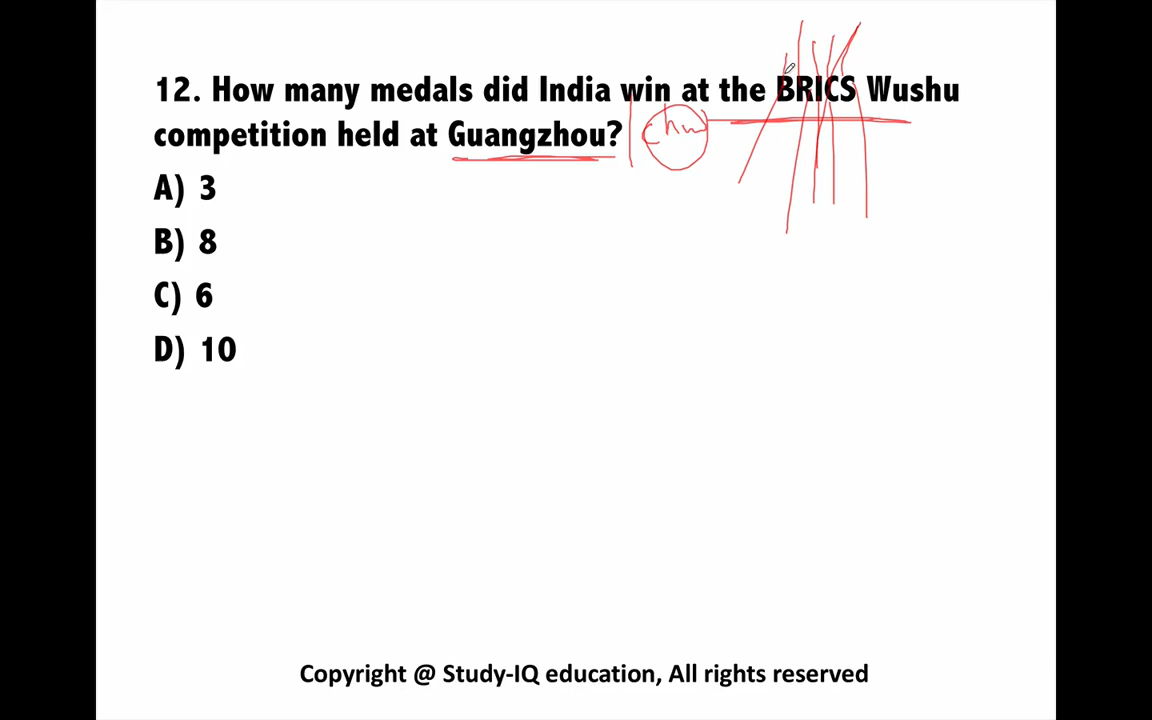 12. How many medals did India win at the BRICS Wushu
competition held at Guangzhou?
A) 3
B) 8
C) 6
D) 10
Copyright @ Study-IQ education, All rights reserved